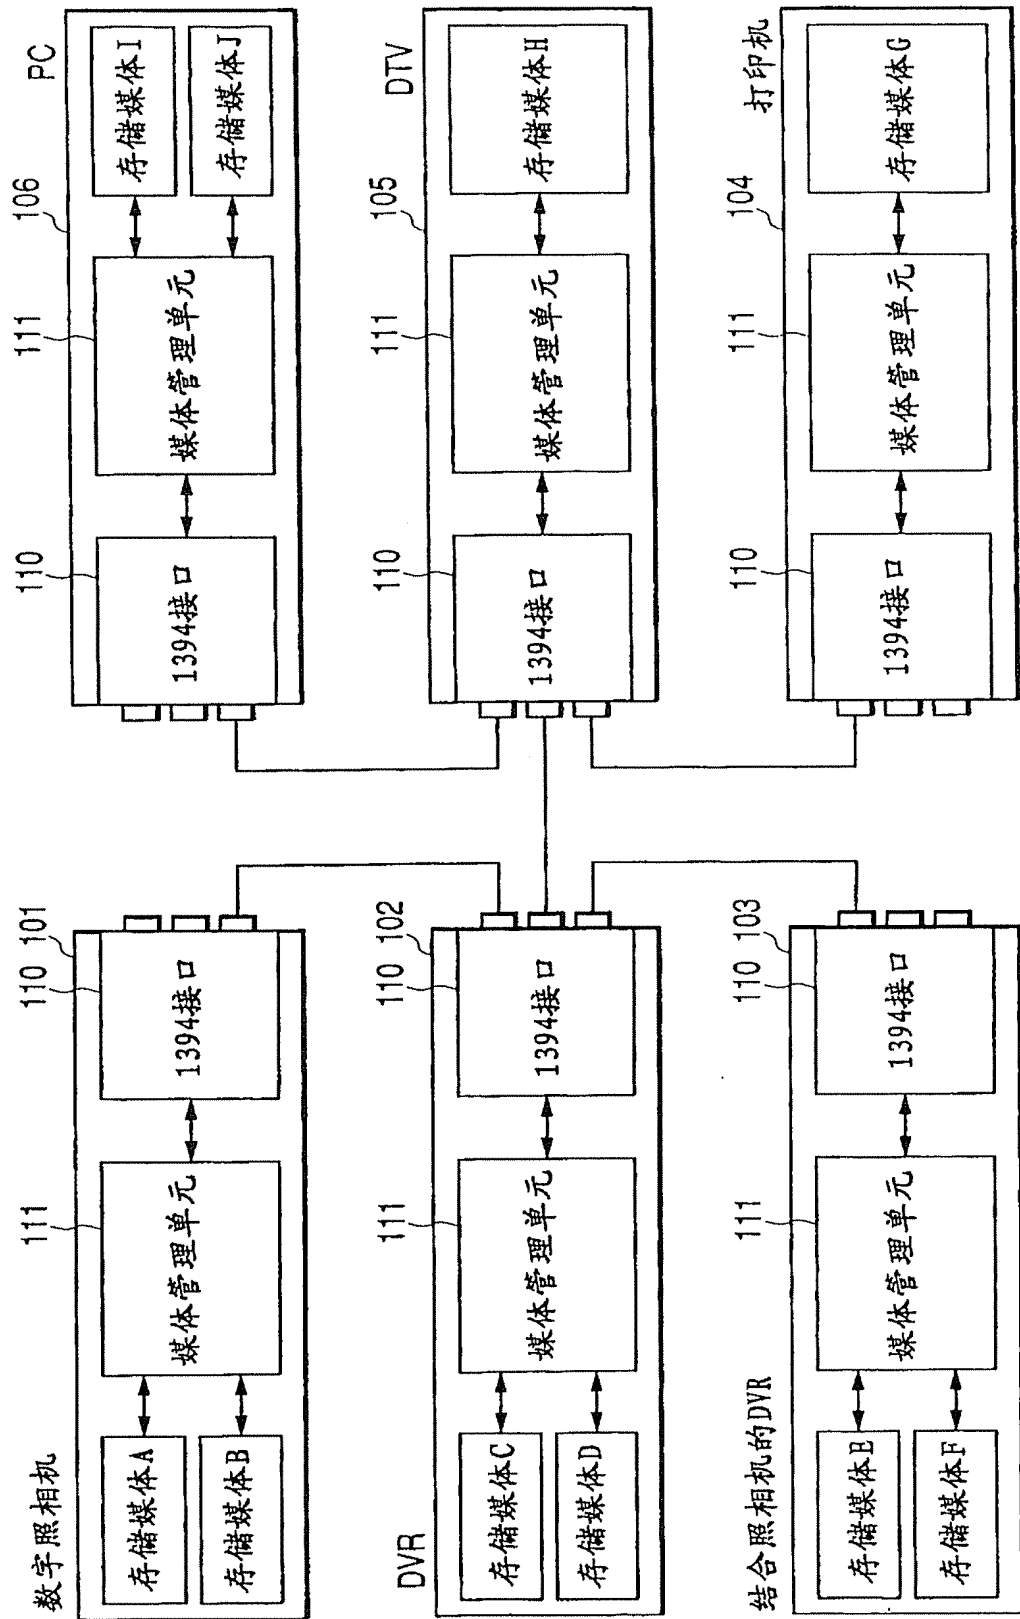 数字照相机
101
存储媒体A
存储媒体B
111
媒体管理单元
110
1394接口
PC
106
110
1394接口
111
媒体管理单元
存储媒体I
存储媒体J
DVR
102
存储媒体C
存储媒体D
111
媒体管理单元
110
1394接口
DTV
105
110
1394接口
111
媒体管理单元
存储媒体H
结合照相机的DVR
103
存储媒体E
存储媒体F
111
媒体管理单元
110
1394接口
打印机
104
110
1394接口
111
媒体管理单元
存储媒体G